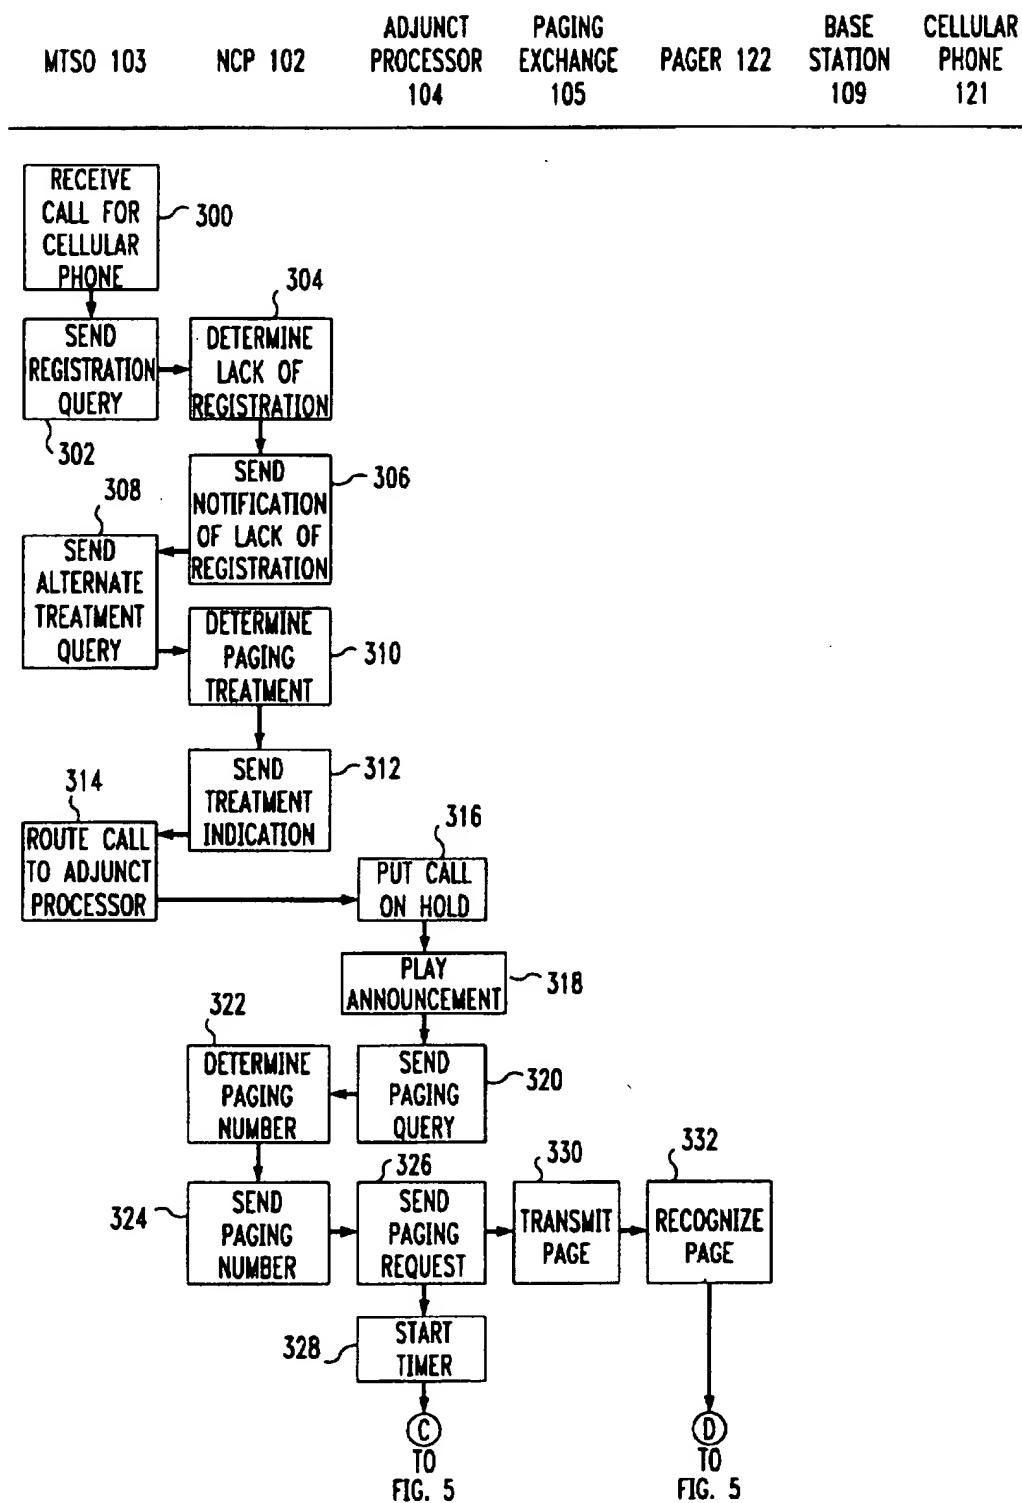 MTSO 103
NCP 102
ADJUNCT
PROCESSOR
104
PAGING
EXCHANGE
105
PAGER 122
BASE
STATION
109
CELLULAR
PHONE
121
RECEIVE
CALL FOR
CELLULAR
PHONE
300
SEND
REGISTRATION
QUERY
302
304
DETERMINE
LACK OF
REGISTRATION
SEND
NOTIFICATION
OF LACK OF
REGISTRATION
306
308
SEND
ALTERNATE
TREATMENT
QUERY
DETERMINE
PAGING
TREATMENT
310
SEND
TREATMENT
INDICATION
312
314
ROUTE CALL
TO ADJUNCT
PROCESSOR
316
PUT CALL
ON HOLD
PLAY
ANNOUNCEMENT
318
SEND
PAGING
QUERY
320
322
DETERMINE
PAGING
NUMBER
324
SEND
PAGING
NUMBER
326
SEND
PAGING
REQUEST
330
TRANSMIT
PAGE
332
RECOGNIZE
PAGE
328
START
TIMER
C
TO
FIG. 5
D
TO
FIG. 5